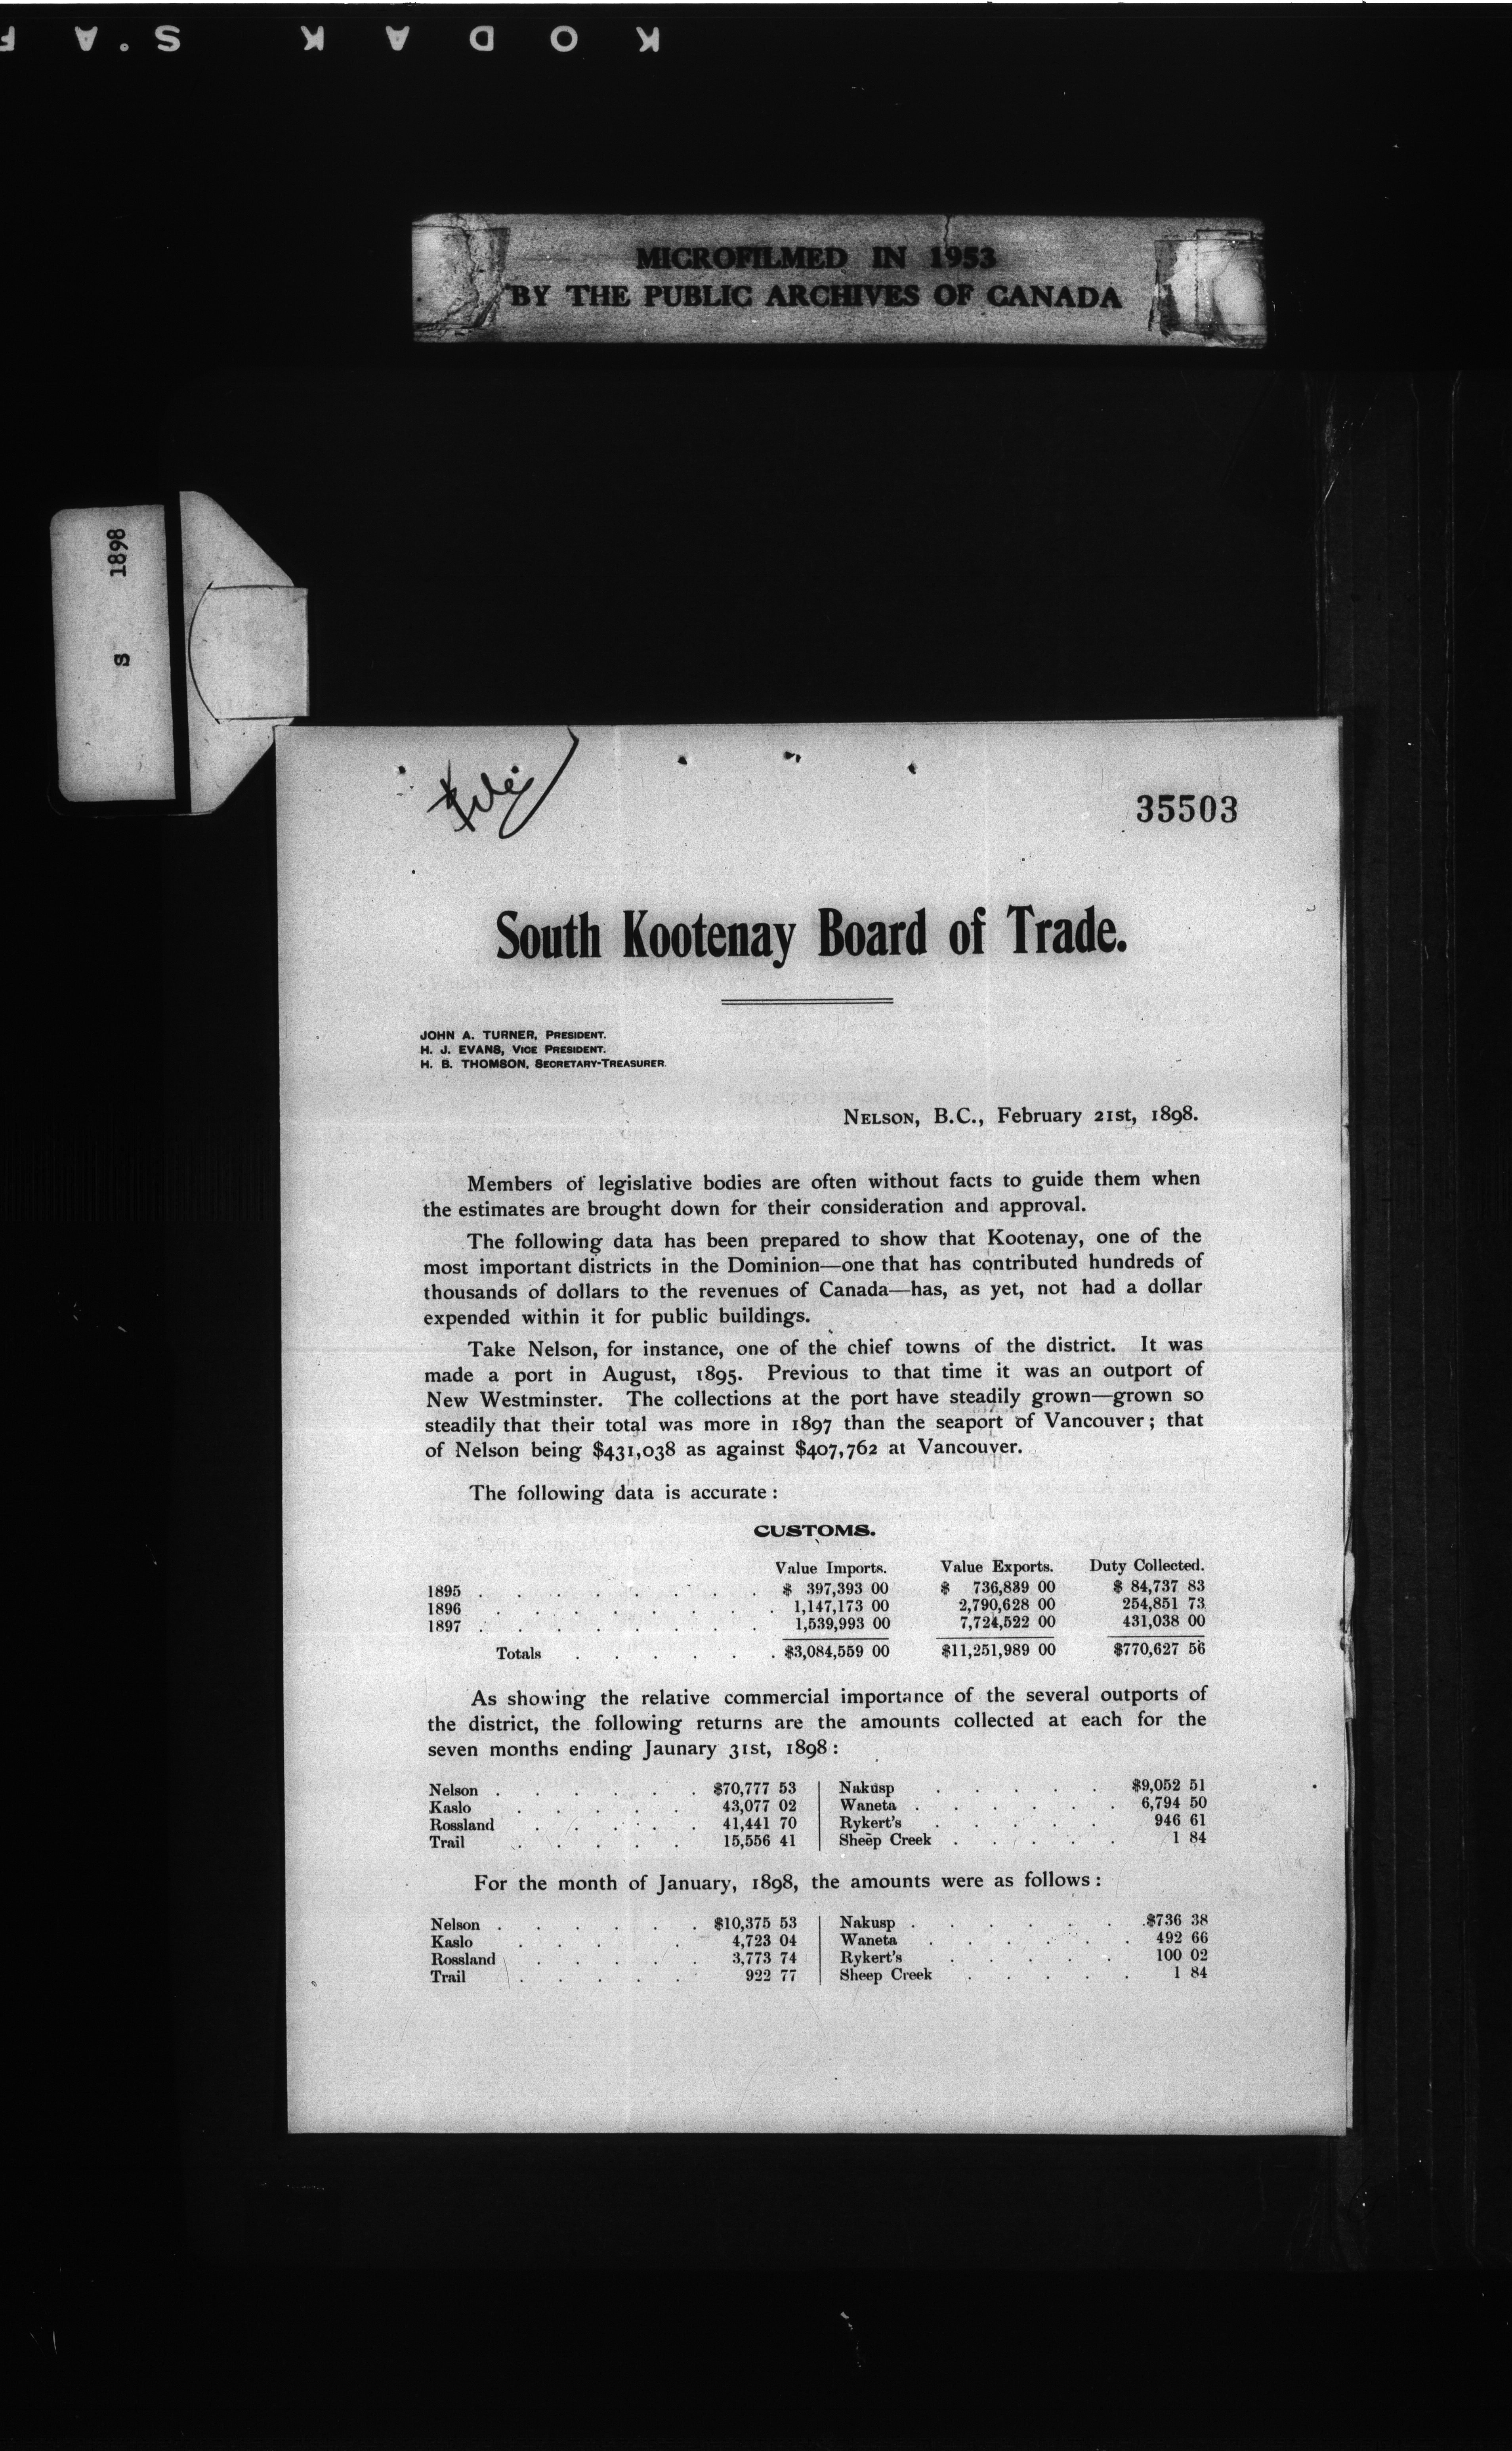 KODAK S.A F
MICROFILMED IN 1953
BY THE PUBLIC ARCHIVES OF CANADA
S 1898
File
35503
South Kootenay Board of Trade.
JOHN A. TURNER, PRESIDENT.
H. J. EVANS, VICE PRESIDENT.
H. B. THOMSON, SECRETARY-TREASURER.
NELSON, B.C., February 21st, 1898.
Members of legislative bodies are often without facts to guide them when
the estimates are brought down for their consideration and approval.
The following data has been prepared to show that Kootenay, one of the
most important districts in the Dominion—one that has contributed hundreds of
thousands of dollars to the revenues of Canada—has, as yet, not had a dollar
expended within it for public buildings.
Take Nelson, for instance, one of the chief towns of the district. It was
made a port in August, 1895. Previous to that time it was an outport of
New Westminster. The collections at the port have steadily grown—grown so
steadily that their total was more in 1897 than the seaport of Vancouver; that
of Nelson being $431,038 as against $407,762 at Vancouver.
The following data is accurate:
CUSTOMS.
Value Imports. Value Exports. Duty Collected.
1895 . . . . . . . . $ 397,393 00 $ 736,839 00 $ 84,737 83
1896 . . . . . . . . 1,147,173 00 2,790,628 00 254,851 73
1897 . . . . . . . . 1,539,993 00 7,724,522 00 431,038 00
Totals . . . . . . $3,084,559 00 $11,251,989 00 $770,627 56
As showing the relative commercial importance of the several outports of
the district, the following returns are the amounts collected at each for the
seven months ending Jaunary 31st, 1898:
Nelson . . . . . . $70,777 53 Nakusp . . . . . $9,052 51
Kaslo . . . . . 43,077 02 Waneta . . . . . . 6,794 50
Rossland . . . . . 41,441 70 Rykert's . . . . . 946 61
Trail . . . . . 15,556 41 Sheep Creek . . . . . 1 84
For the month of January, 1898, the amounts were as follows:
Nelson . . . . . . $10,375 53 Nakusp . . . . . . $736 38
Kaslo . . . . 4,723 04 Waneta . . . . . . 492 66
Rossland . . . . . 3,773 74 Rykert's . . . . . 100 02
Trail . . . . . 922 77 Sheep Creek . . . . . 1 84